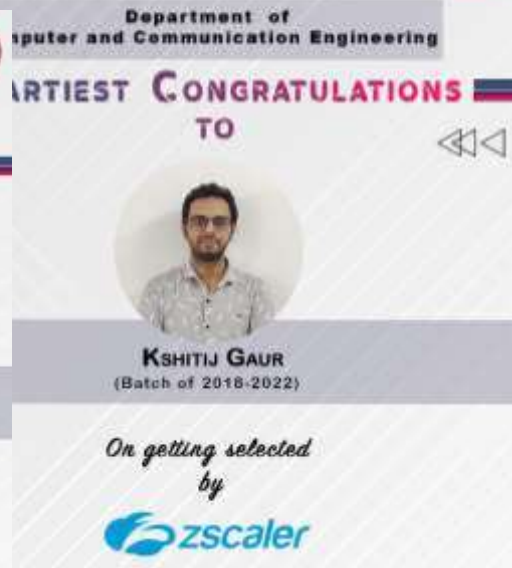 Department of
mputer and Communication Engineering
ARTIEST CONGRATULATIONS
TO
KSHITIJ GAUR
(Batch of 2018-2022)
On getting selected
by
zscaler